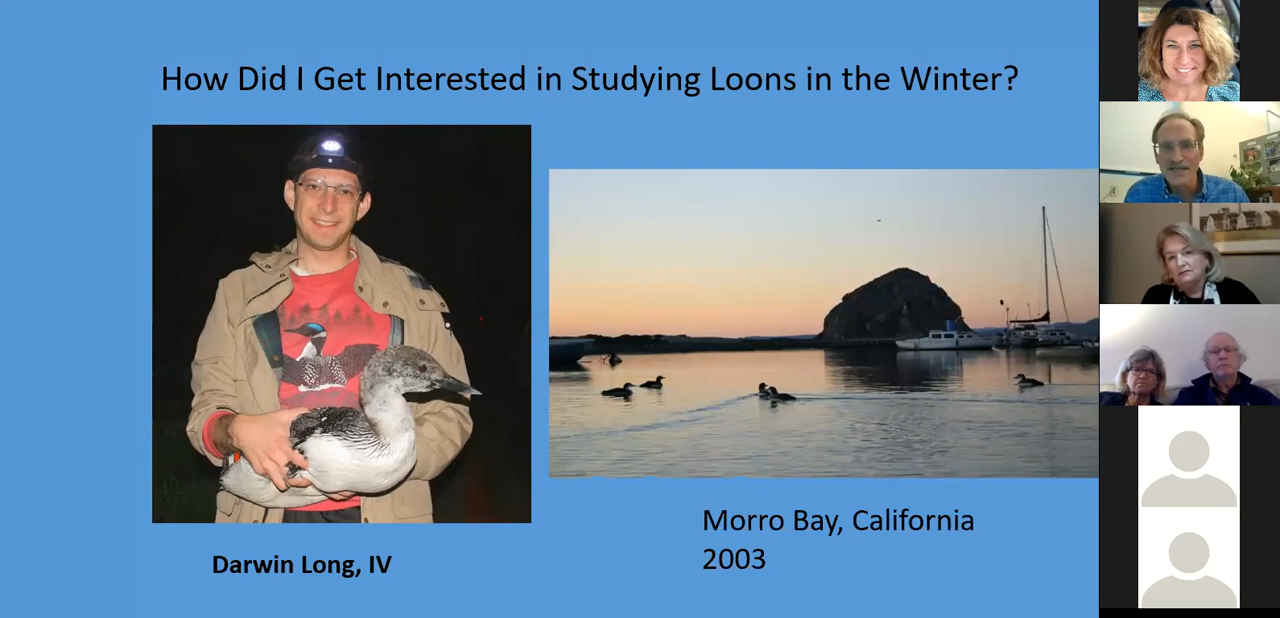 How Did I Get Interested in Studying Loons in the Winter?
Darwin Long, IV
Morro Bay, California
2003